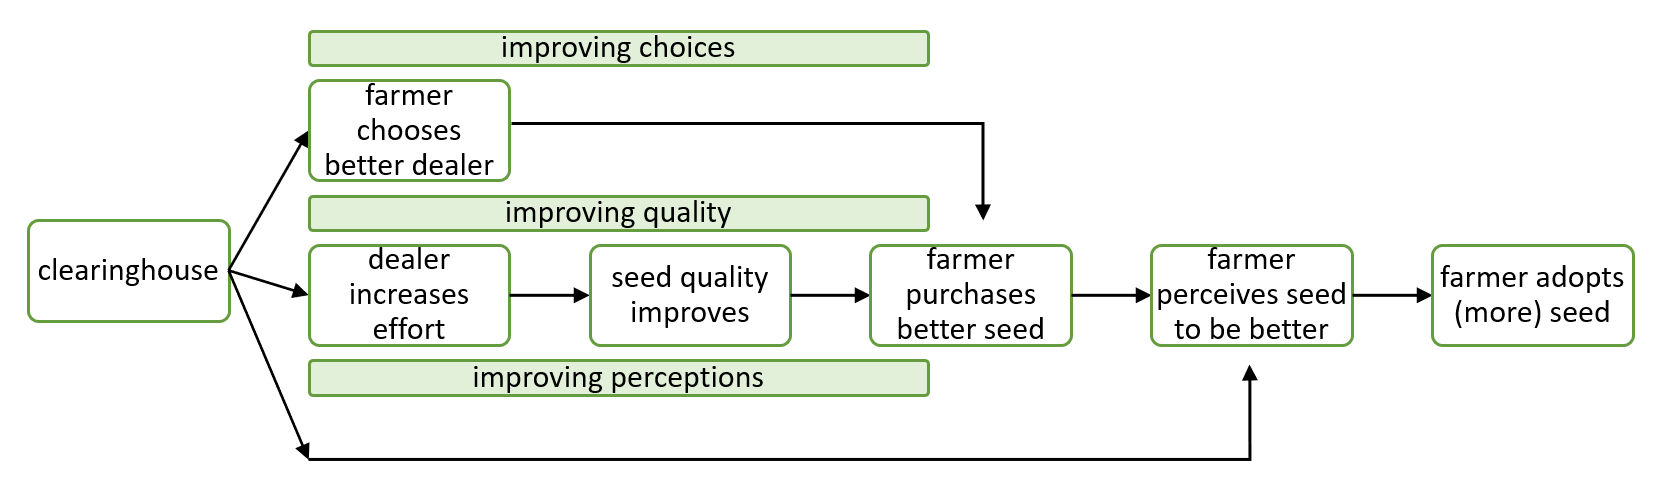 improving choices
farmer
chooses
better dealer
improving quality
clearinghouse
dealer
increases
effort
seed quality
improves
farmer
purchases
better seed
farmer
perceives seed
to be better
farmer adopts
(more) seed
improving perceptions